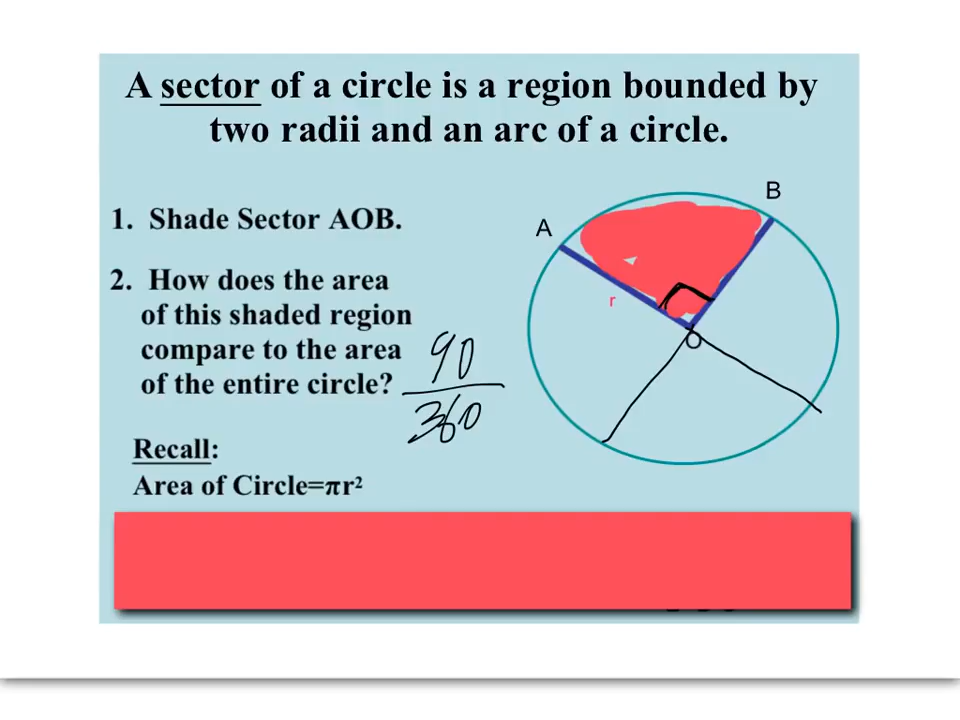 A sector of a circle is a region bounded by
two radii and an arc of a circle.
1. Shade Sector AOB.
2. How does the area
of this shaded region
compare to the area
of the entire circle?
90
360
Recall:
Area of Circle=πr²
A
B
r
O